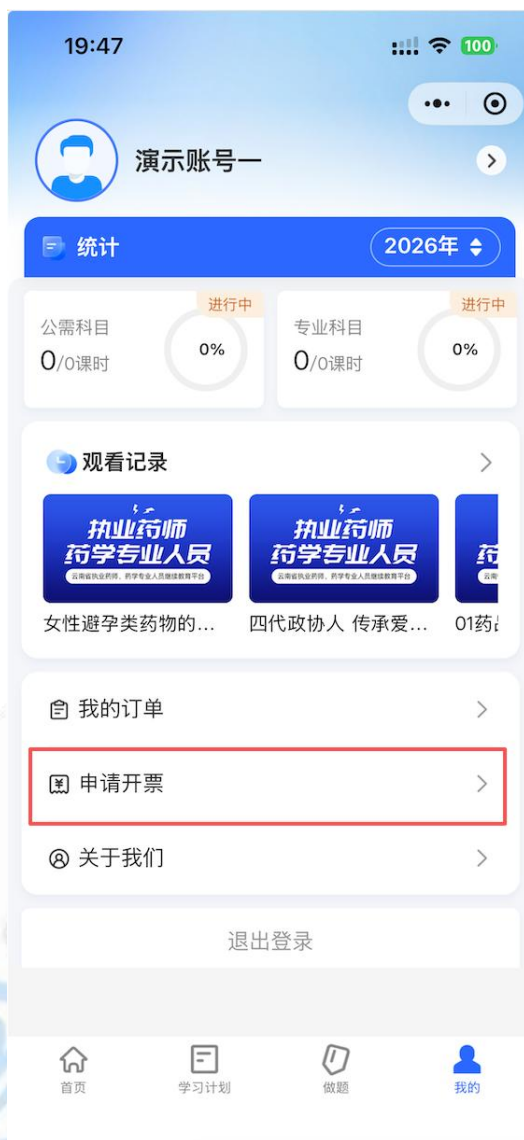 19:47
100
演示账号一
统计
2026年
公需科目
0/0课时
进行中
0%
专业科目
0/0课时
进行中
0%
观看记录
执业药师
药学专业人员
云南省执业药师、药学专业人员继续教育平台
执业药师
药学专业人员
云南省执业药师、药学专业人员继续教育平台
女性避孕类药物的...
四代政协人 传承爱...
01药
我的订单
申请开票
关于我们
退出登录
首页
学习计划
做题
我的